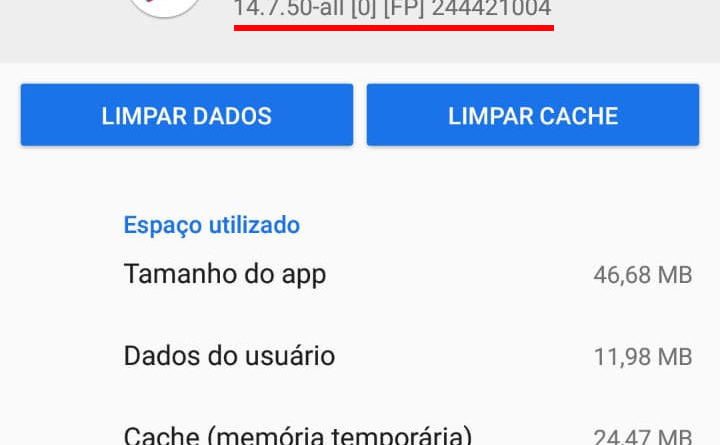 14.7.50-all [0] [FP] 244421004
LIMPAR DADOS
LIMPAR CACHE
Espaço utilizado
Tamanho do app
46,68 MB
Dados do usuário
11,98 MB
Cache (memória temporária)
24,47 MB